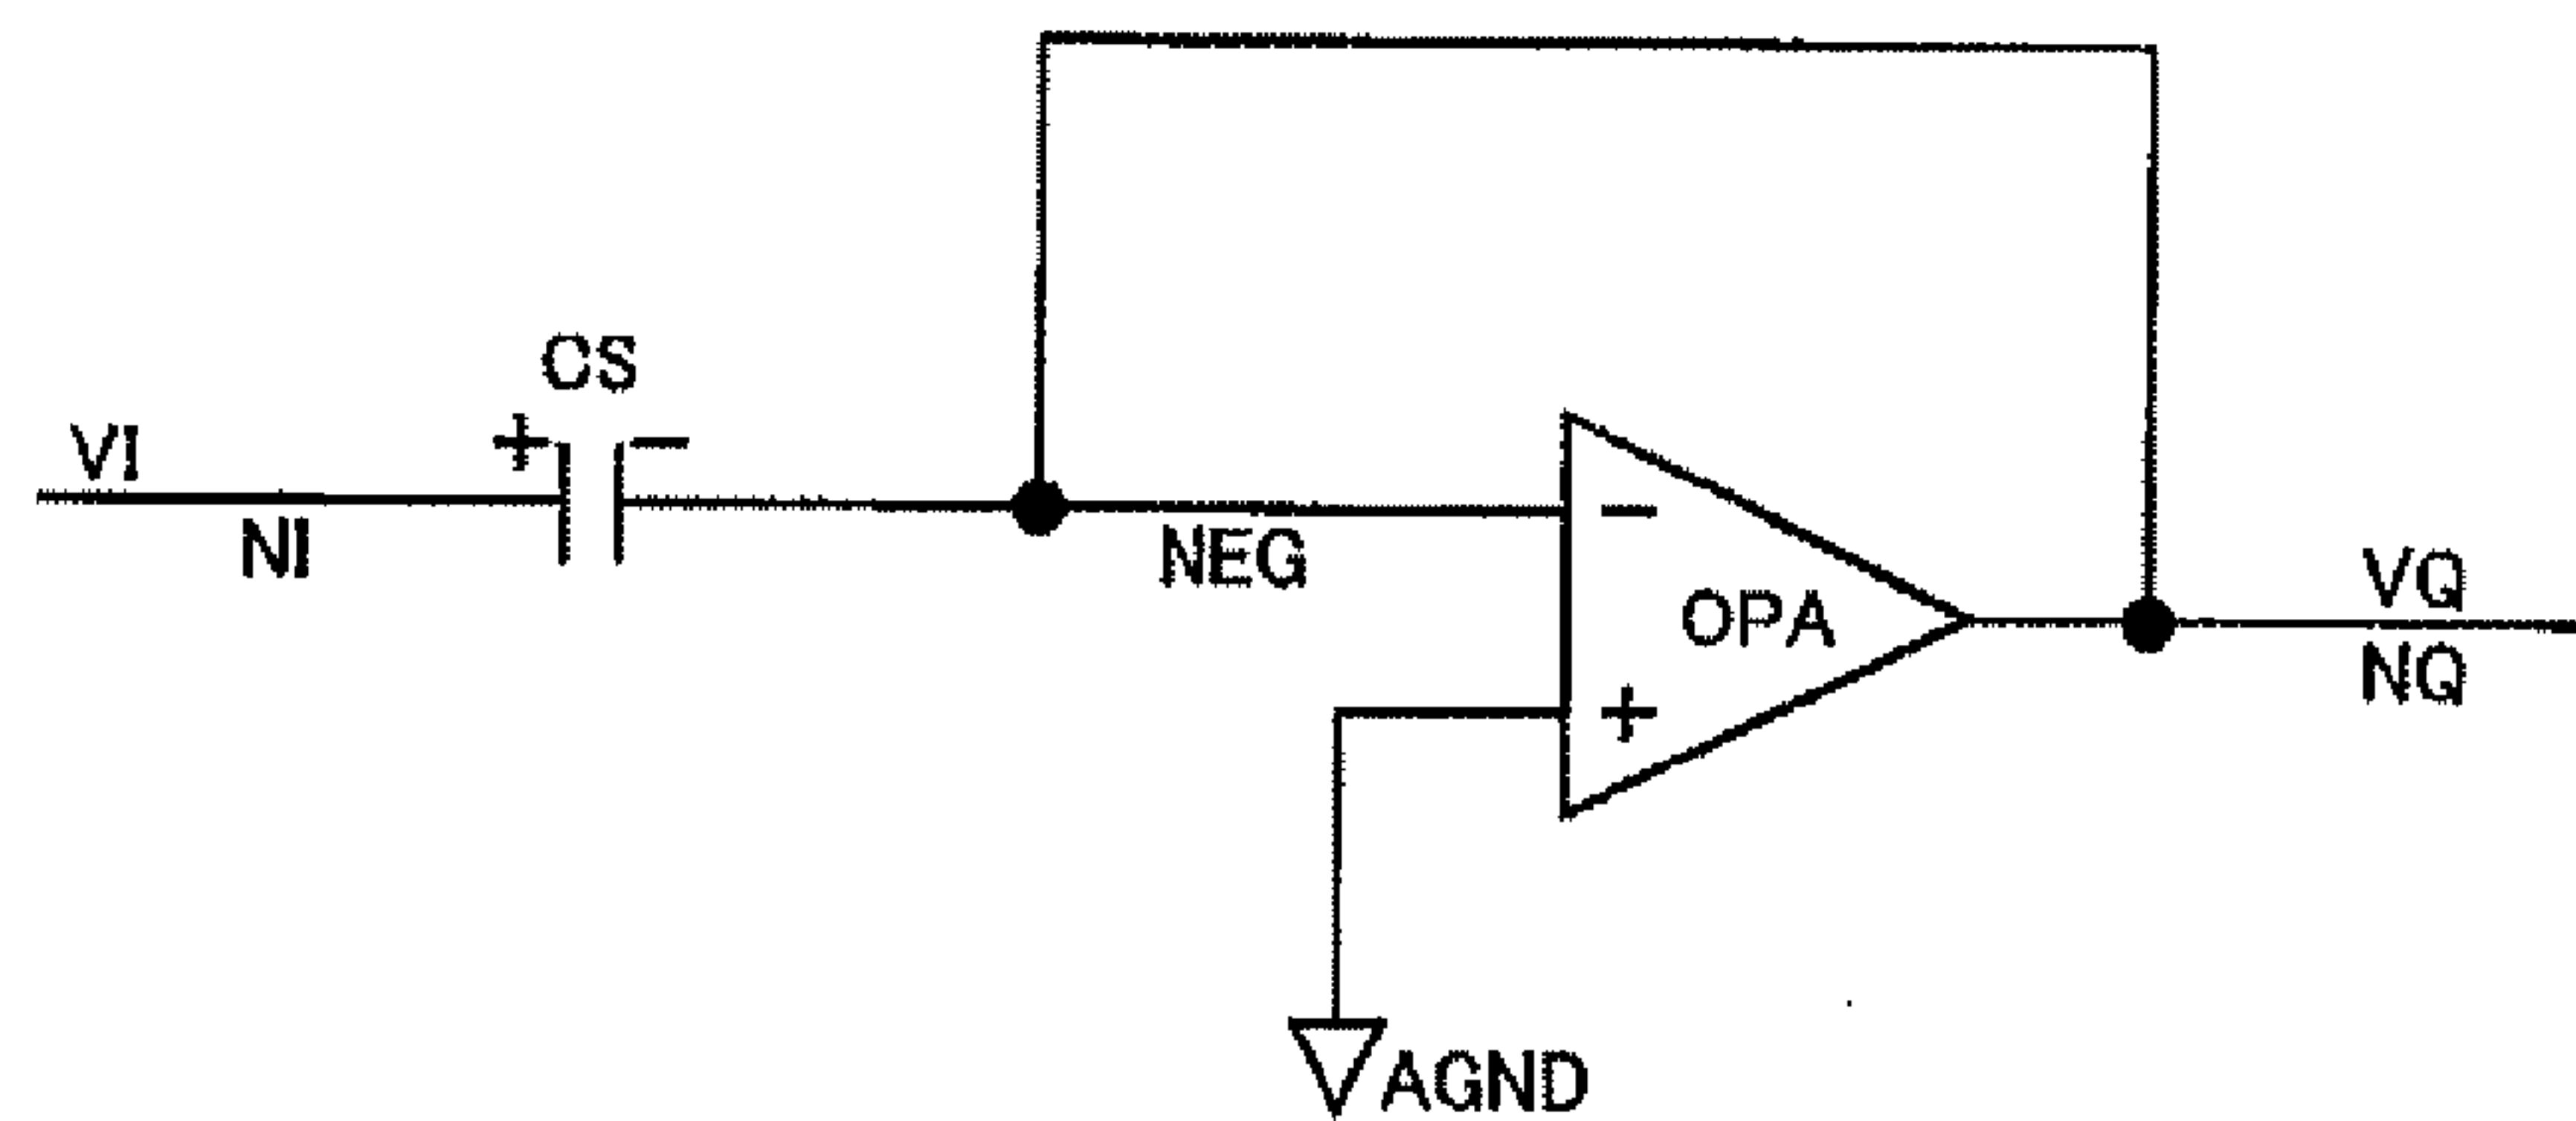 CS
+ −
VI
NI
NEG
−
OPA
+
VQ
NQ
AGND